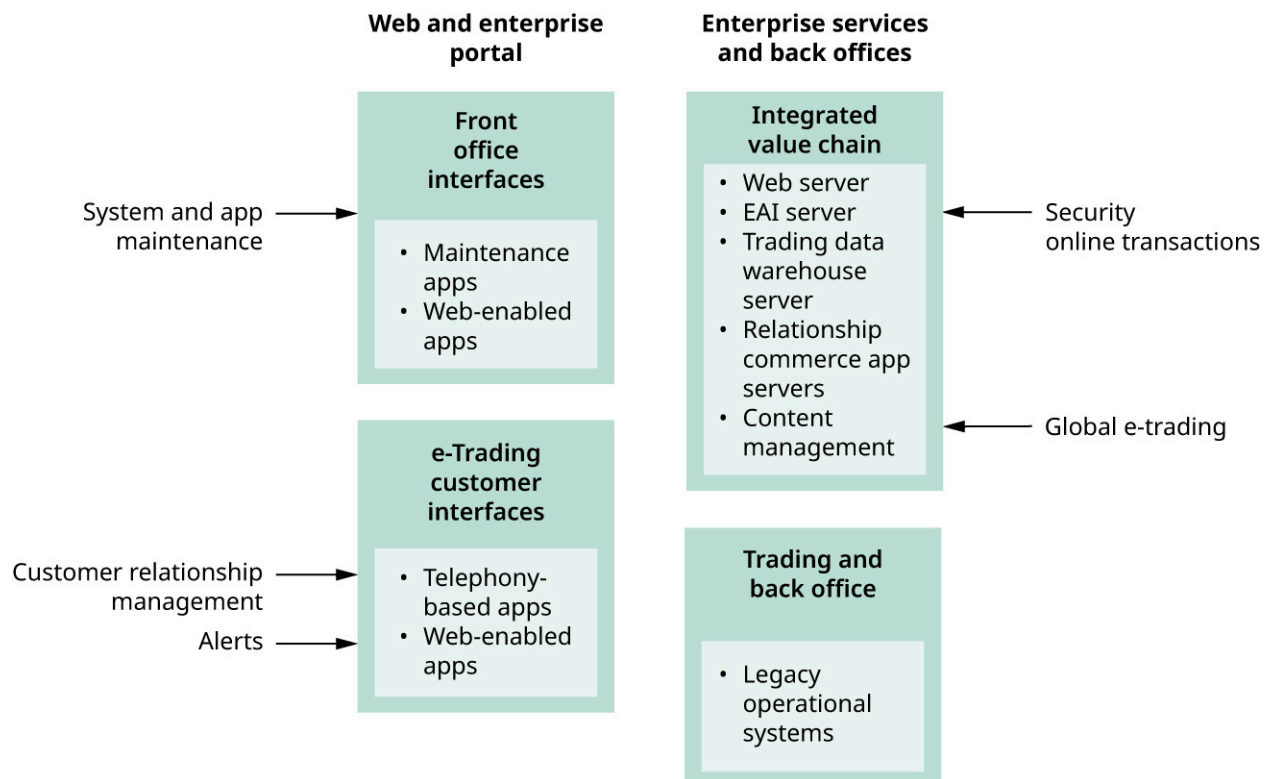 Web and enterprise
portal
Enterprise services
and back offices
Front
office
interfaces
• Maintenance
apps
• Web-enabled
apps
System and app
maintenance
e-Trading
customer
interfaces
• Telephony-
based apps
• Web-enabled
apps
Customer relationship
management
Alerts
Integrated
value chain
• Web server
• EAI server
• Trading data
warehouse
server
• Relationship
commerce app
servers
• Content
management
Security
online transactions
Global e-trading
Trading and
back office
• Legacy
operational
systems